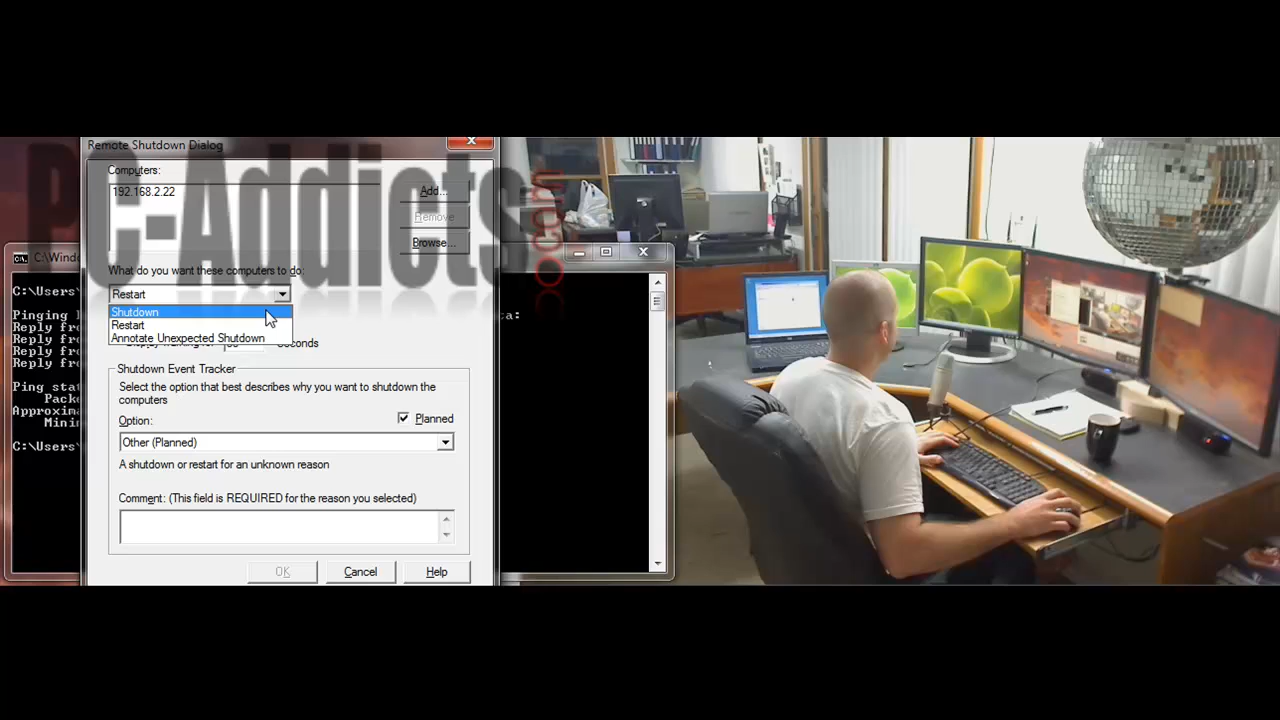 Remote Shutdown Dialog
PC-Addicts.com
Computers:
192.168.2.22
Add...
Remove
Browse...
What do you want these computers to do:
Restart
Shutdown
Restart
Annotate Unexpected Shutdown
Seconds
Shutdown Event Tracker
Select the option that best describes why you want to shutdown the
computers
Option:
Planned
Other (Planned)
A shutdown or restart for an unknown reason
Comment: (This field is REQUIRED for the reason you selected)
OK
Cancel
Help
C:\Windo
C:\Users\
Pinging
Reply fro
Reply fro
Reply fro
Reply fro
Ping stat
Packe
Approxima
Minim
C:\Users\
ta: